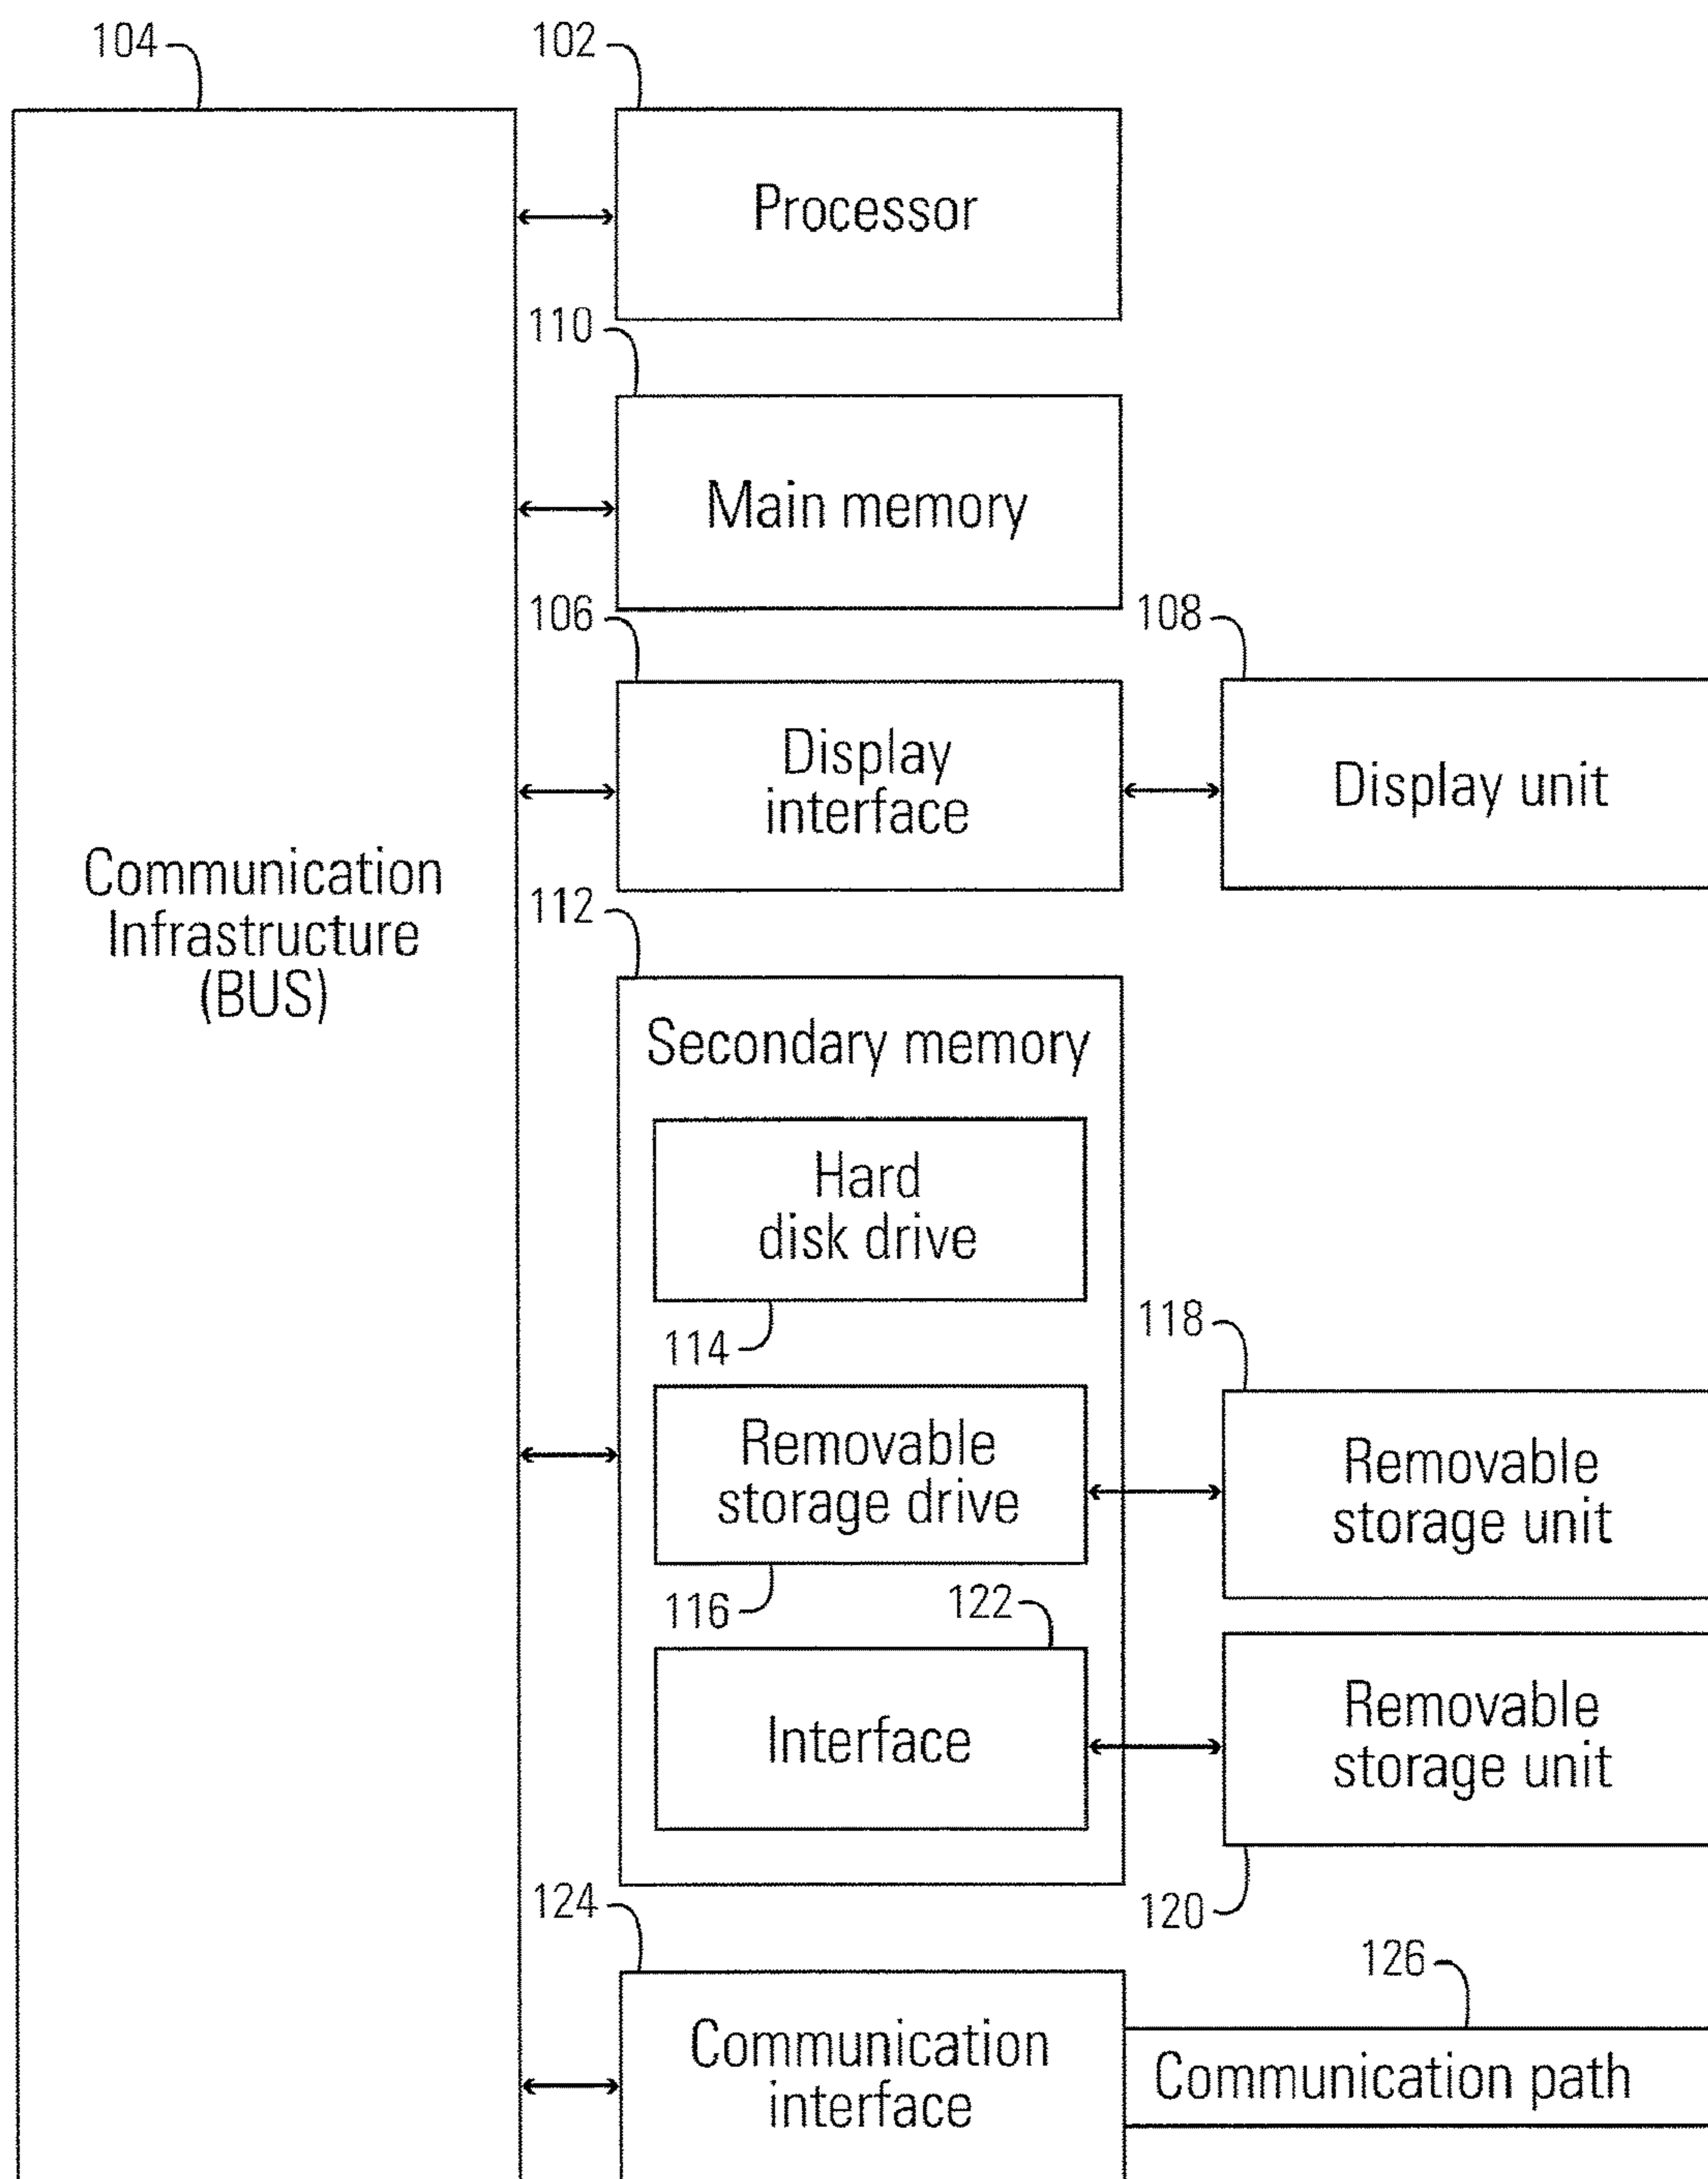 104
102
Processor
110
Main memory
106
108
Display
interface
Display unit
Communication
Infrastructure
(BUS)
112
Secondary memory
Hard
disk drive
114
118
Removable
storage drive
Removable
storage unit
116
122
Interface
Removable
storage unit
120
124
126
Communication
interface
Communication path